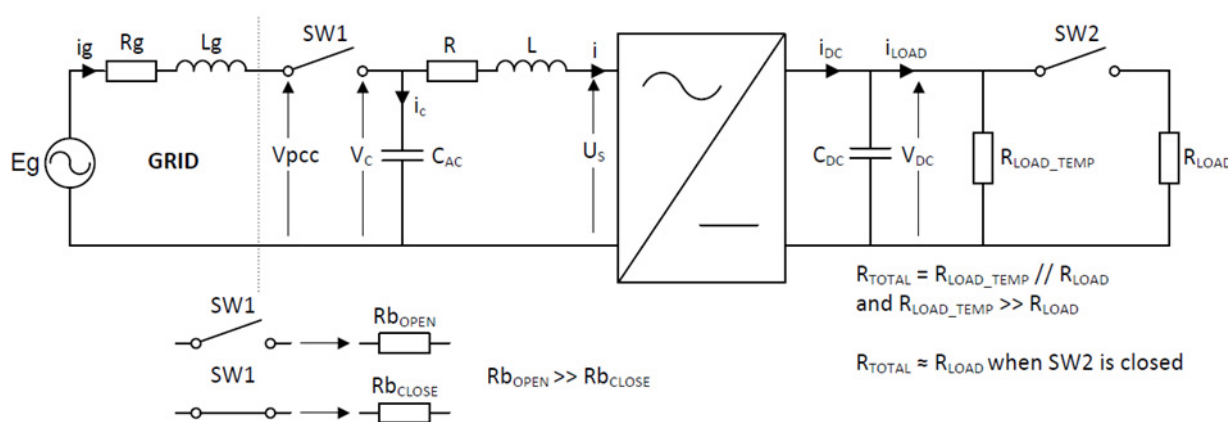 ig
Rg
Lg
SW1
R
L
i
iDC
iLOAD
SW2
ic
Eg
GRID
Vpcc
VC
CAC
US
CDC
VDC
RLOAD_TEMP
RLOAD
RTOTAL = RLOAD_TEMP // RLOAD
and RLOAD_TEMP >> RLOAD
RTOTAL ≈ RLOAD when SW2 is closed
SW1
RbOPEN
SW1
RbCLOSE
RbOPEN >> RbCLOSE